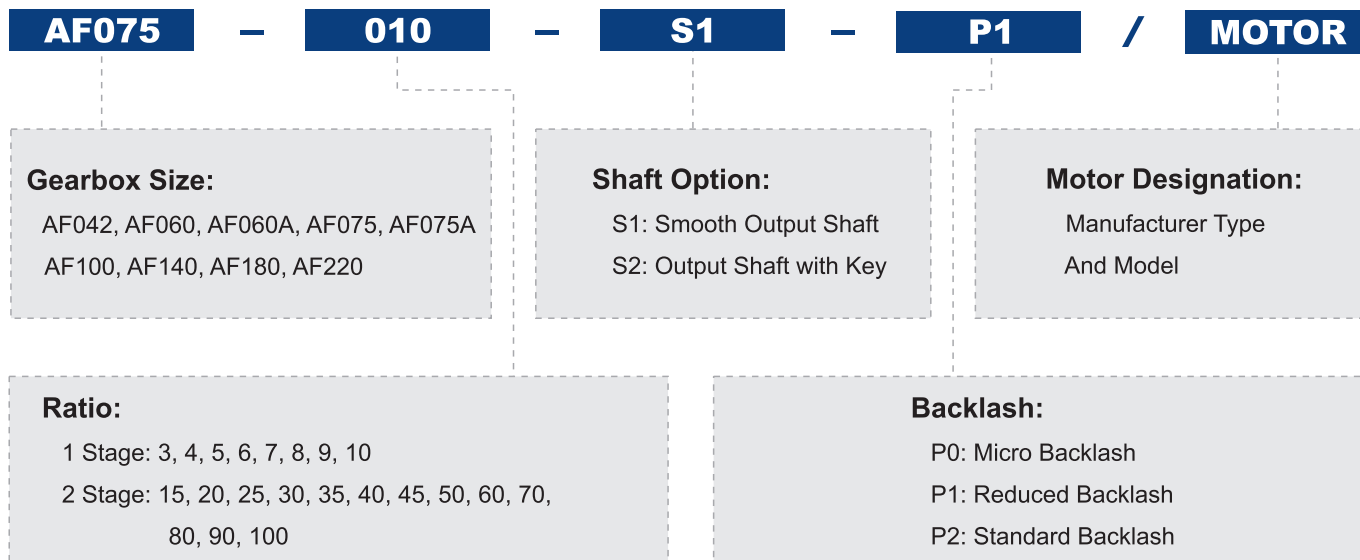 AF075 – 010 – S1 – P1 / MOTOR
Gearbox Size:
AF042, AF060, AF060A, AF075, AF075A
AF100, AF140, AF180, AF220
Shaft Option:
S1: Smooth Output Shaft
S2: Output Shaft with Key
Motor Designation:
Manufacturer Type
And Model
Ratio:
1 Stage: 3, 4, 5, 6, 7, 8, 9, 10
2 Stage: 15, 20, 25, 30, 35, 40, 45, 50, 60, 70,
80, 90, 100
Backlash:
P0: Micro Backlash
P1: Reduced Backlash
P2: Standard Backlash